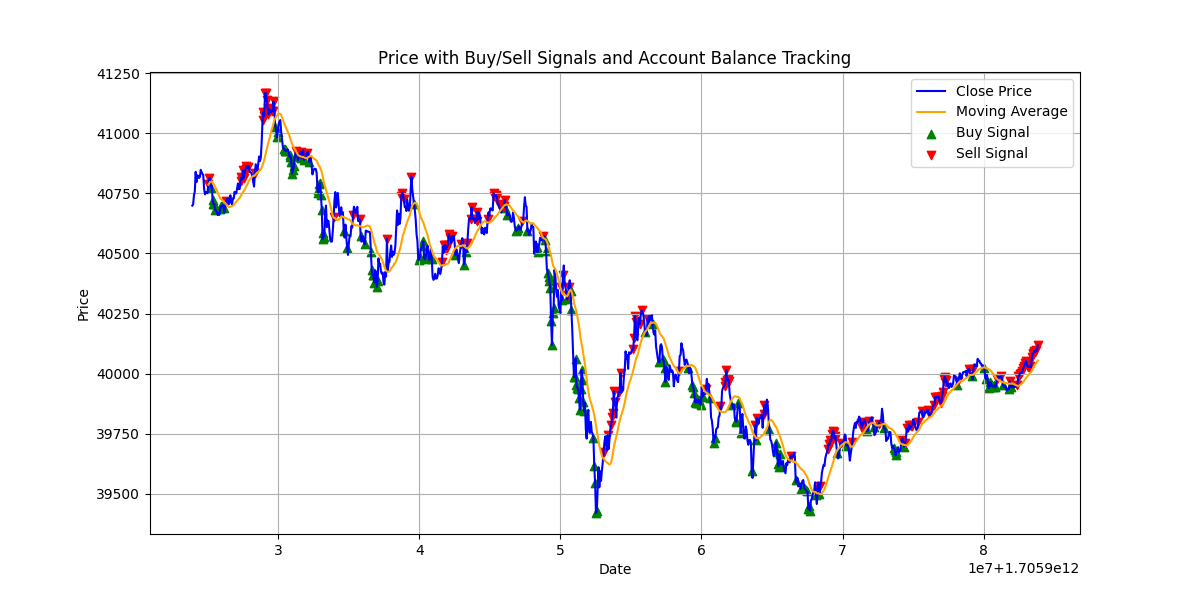 Price with Buy/Sell Signals and Account Balance Tracking
41250
41000
40750
40500
40250
40000
39750
39500
Price
Close Price
Moving Average
Buy Signal
Sell Signal
3 4 5 6 7 8
Date
1e7+1.7059e12